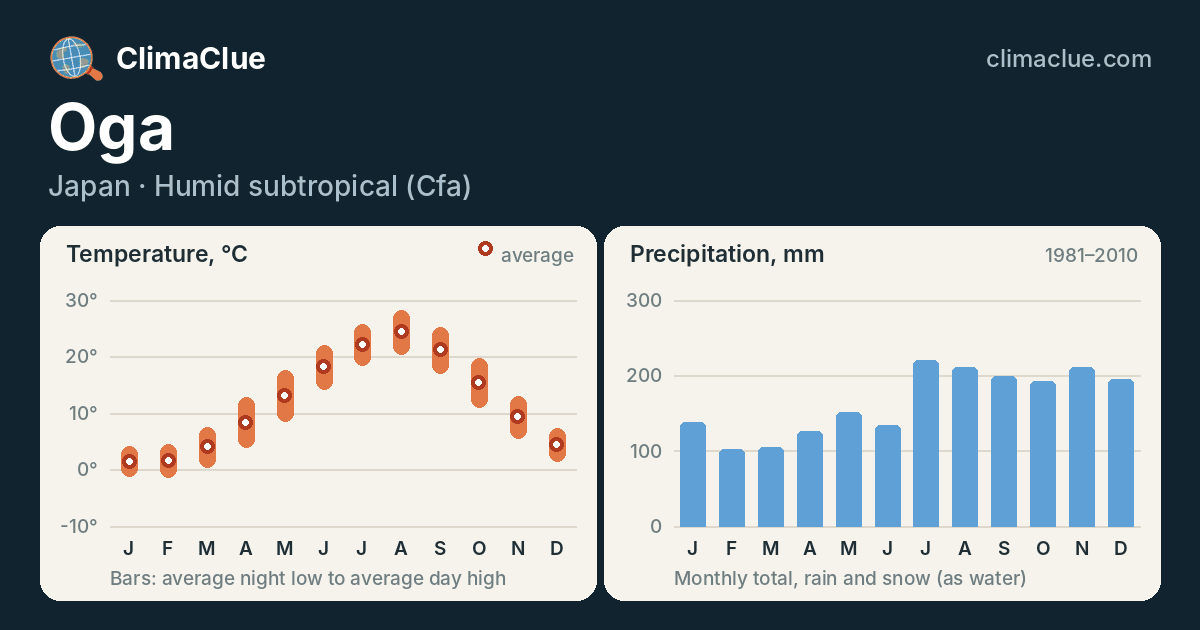 ClimaClue
climaclue.com
Oga
Japan · Humid subtropical (Cfa)
Temperature, °C
average
30°
20°
10°
0°
-10°
J F M A M J J A S O N D
Bars: average night low to average day high
Precipitation, mm
1981–2010
300
200
100
0
J F M A M J J A S O N D
Monthly total, rain and snow (as water)